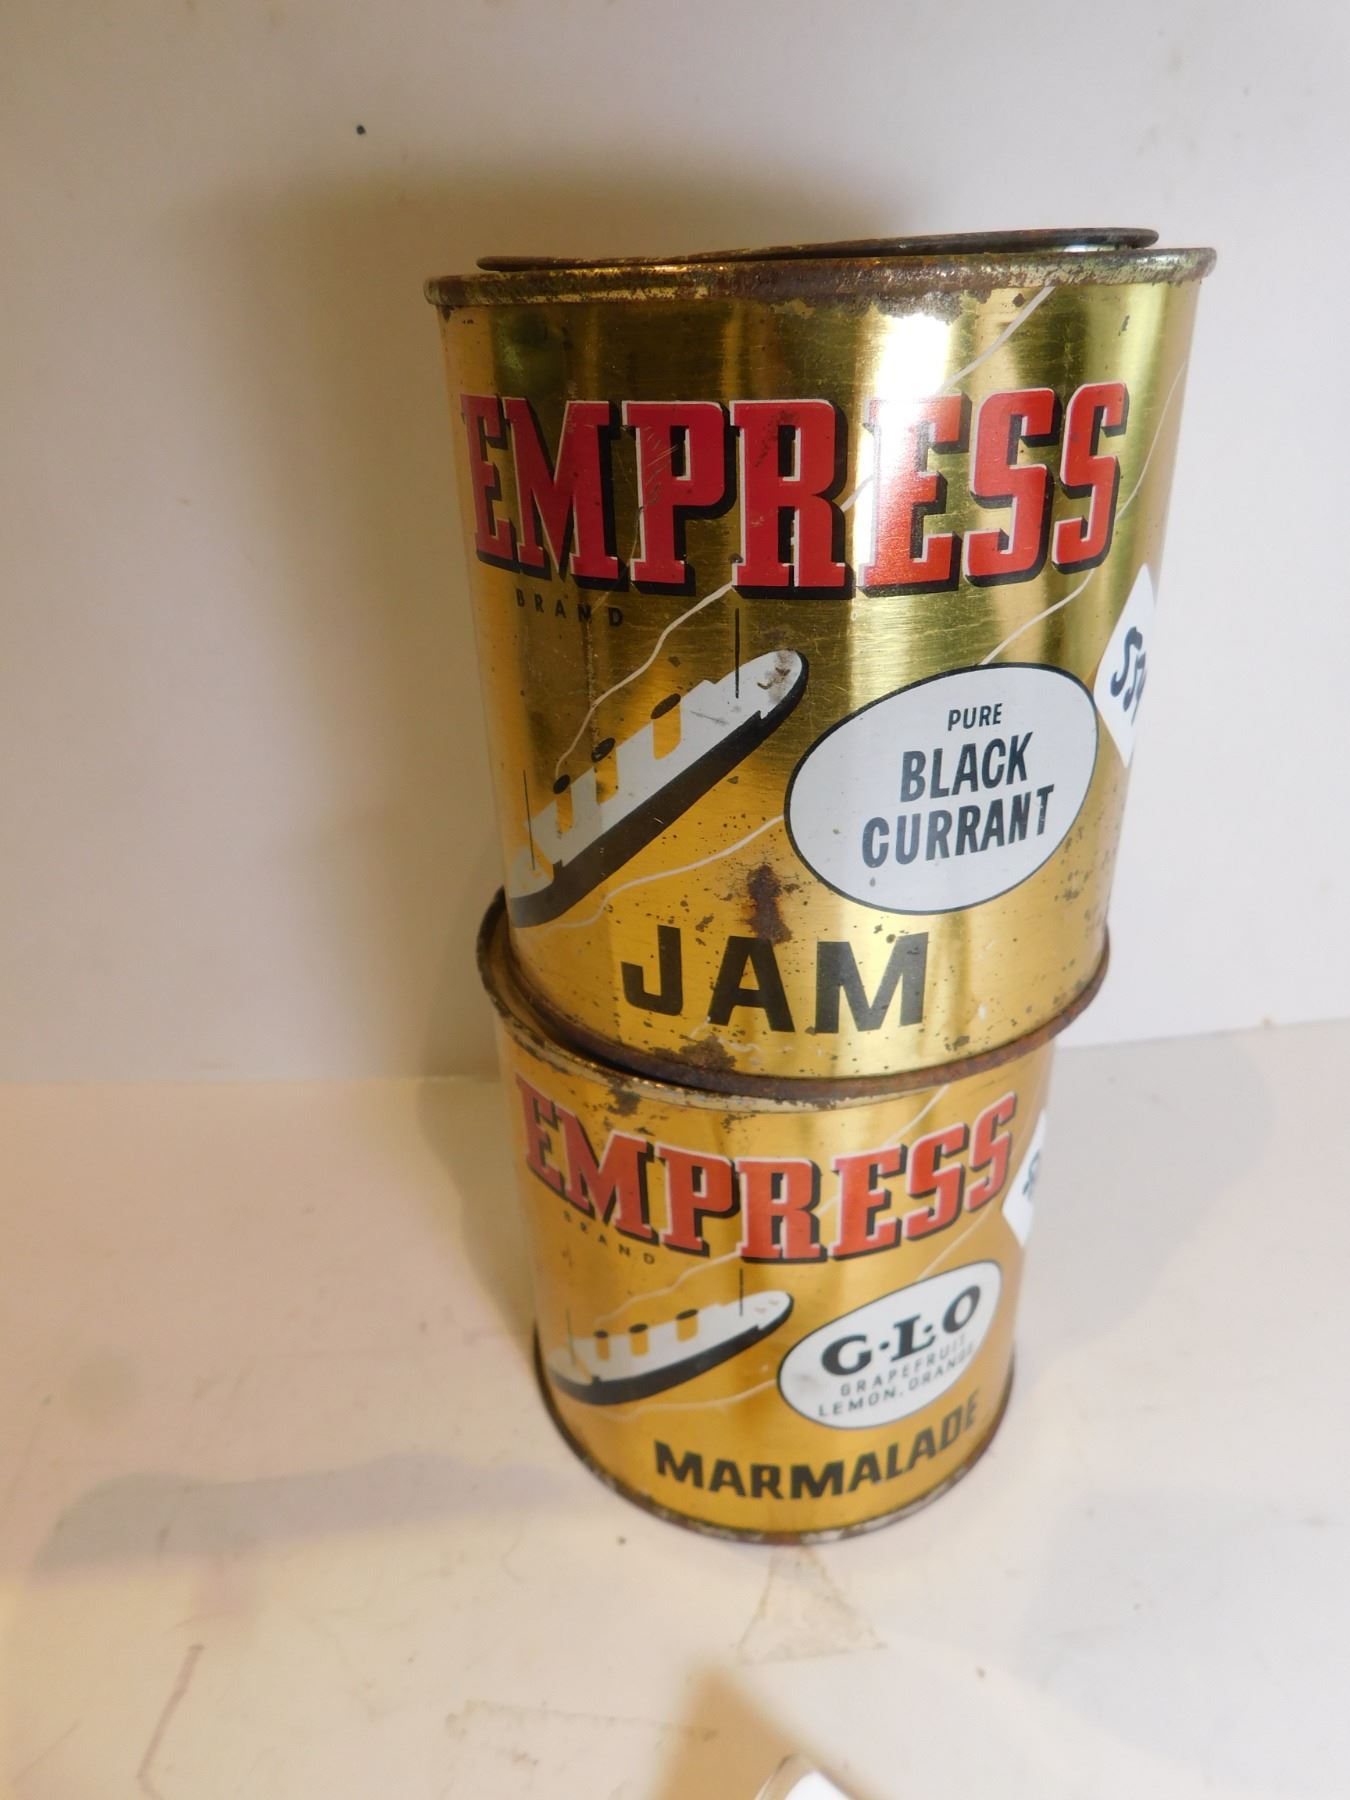 EMPRESS
BRAND
PURE
BLACK
CURRANT
JAM
EMPRESS
BRAND
G·L·O
GRAPEFRUIT
LEMON, ORANGE
MARMALADE